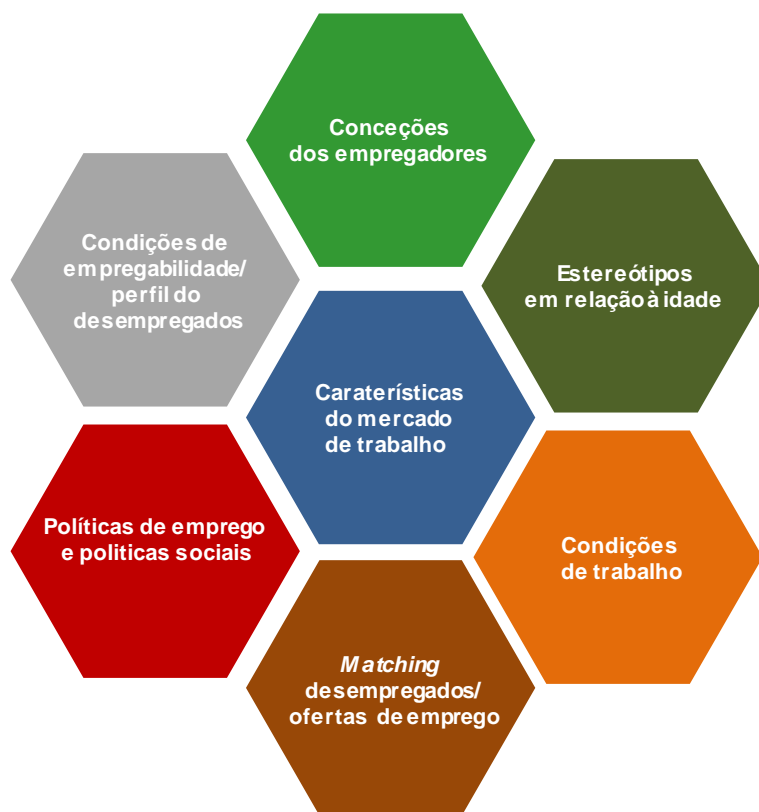 Conceções
dos empregadores
Condições de
empregabilidade/
perfil do
desempregados
Estereótipos
em relação à idade
Caraterísticas
do mercado
de trabalho
Políticas de emprego
e politicas sociais
Condições
de trabalho
Matching
desempregados/
ofertas de emprego